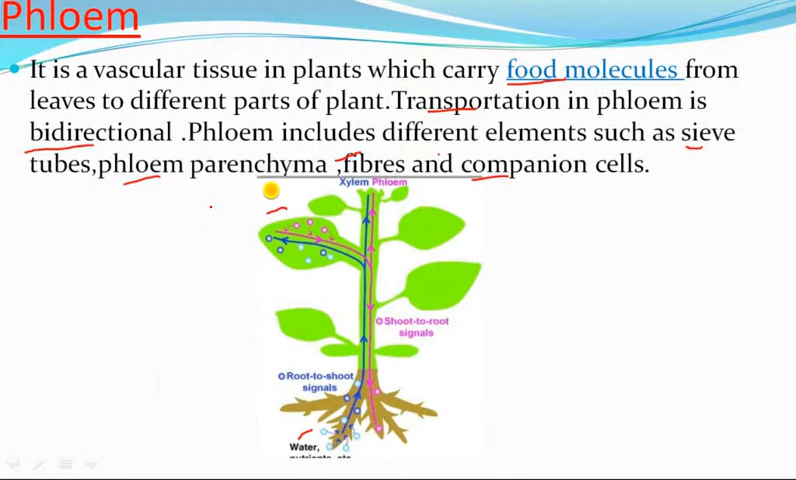 Phloem
It is a vascular tissue in plants which carry food molecules from
leaves to different parts of plant.Transportation in phloem is
bidirectional .Phloem includes different elements such as sieve
tubes,phloem parenchyma ,fibres and companion cells.
Xylem Phloem
Shoot-to-root
signals
Root-to-shoot
signals
Water,